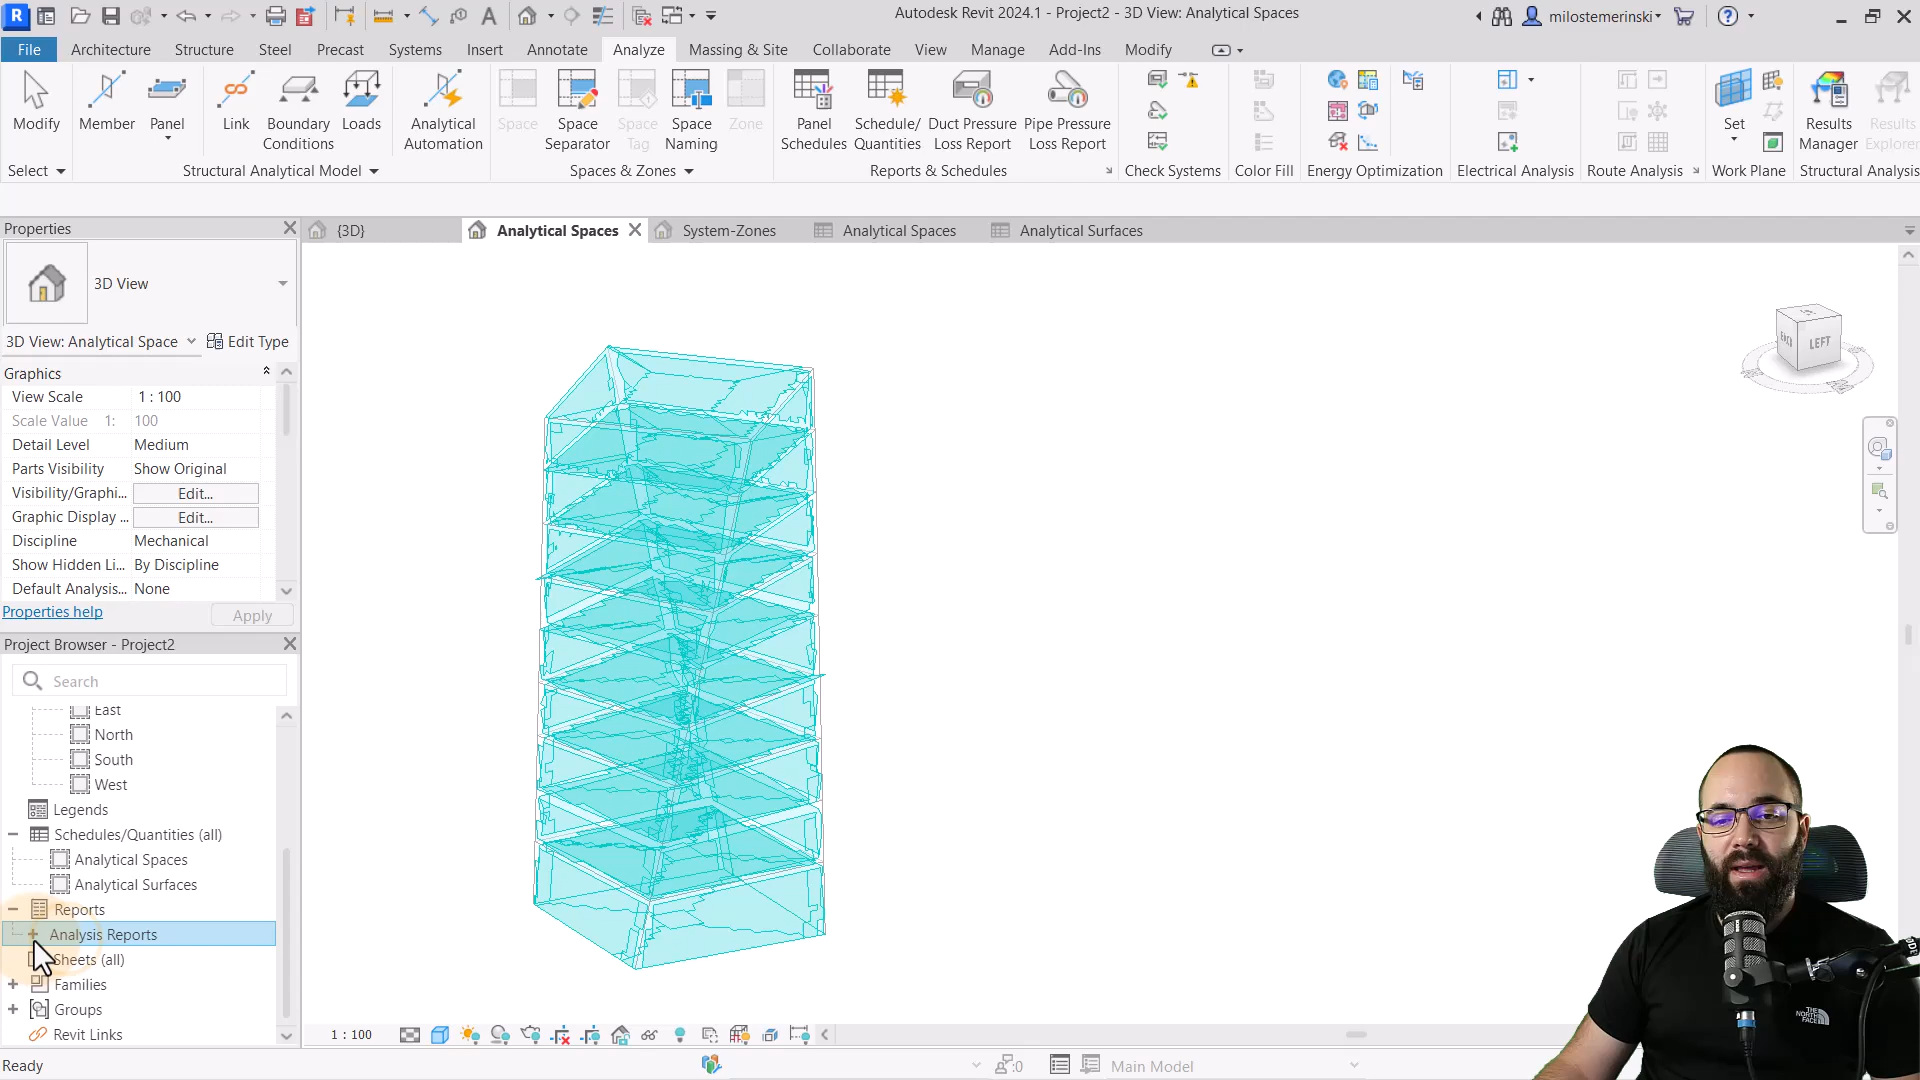 Autodesk Revit 2024.1 - Project2 - 3D View: Analytical Spaces
milostemerinski
File
Architecture
Structure
Steel
Precast
Systems
Insert
Annotate
Analyze
Massing & Site
Collaborate
View
Manage
Add-Ins
Modify
Modify
Member
Panel
Link
Boundary
Conditions
Loads
Analytical
Automation
Space
Space
Separator
Space
Tag
Space
Naming
Zone
Panel
Schedules
Schedule/
Quantities
Duct Pressure
Loss Report
Pipe Pressure
Loss Report
Set
Results
Manager
Results
Explorer
Select
Structural Analytical Model
Spaces & Zones
Reports & Schedules
Check Systems
Color Fill
Energy Optimization
Electrical Analysis
Route Analysis
Work Plane
Structural Analysis
Properties
{3D}
Analytical Spaces
System-Zones
Analytical Spaces
Analytical Surfaces
3D View
3D View: Analytical Space
Edit Type
Graphics
View Scale 1 : 100
Scale Value 1: 100
Detail Level Medium
Parts Visibility Show Original
Visibility/Graphi... Edit...
Graphic Display ... Edit...
Discipline Mechanical
Show Hidden Li... By Discipline
Default Analysis... None
Properties help
Apply
BACK
LEFT
Project Browser - Project2
Search
East
North
South
West
Legends
Schedules/Quantities (all)
Analytical Spaces
Analytical Surfaces
Reports
Analysis Reports
Sheets (all)
Families
Groups
Revit Links
1 : 100
Ready
:0
Main Model
THE
NORTH
FACE